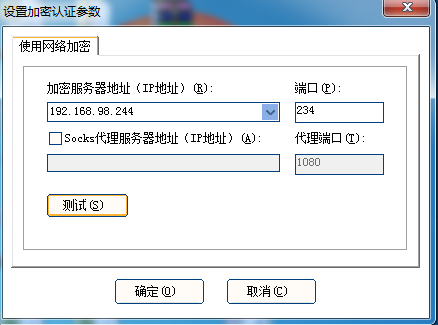 设置加密认证参数
使用网络加密
加密服务器地址（IP地址）(R):  端口(P):
192.168.98.244  234
Socks代理服务器地址（IP地址）(A):  代理端口(T):
1080
测试(S)
确定(O)  取消(C)